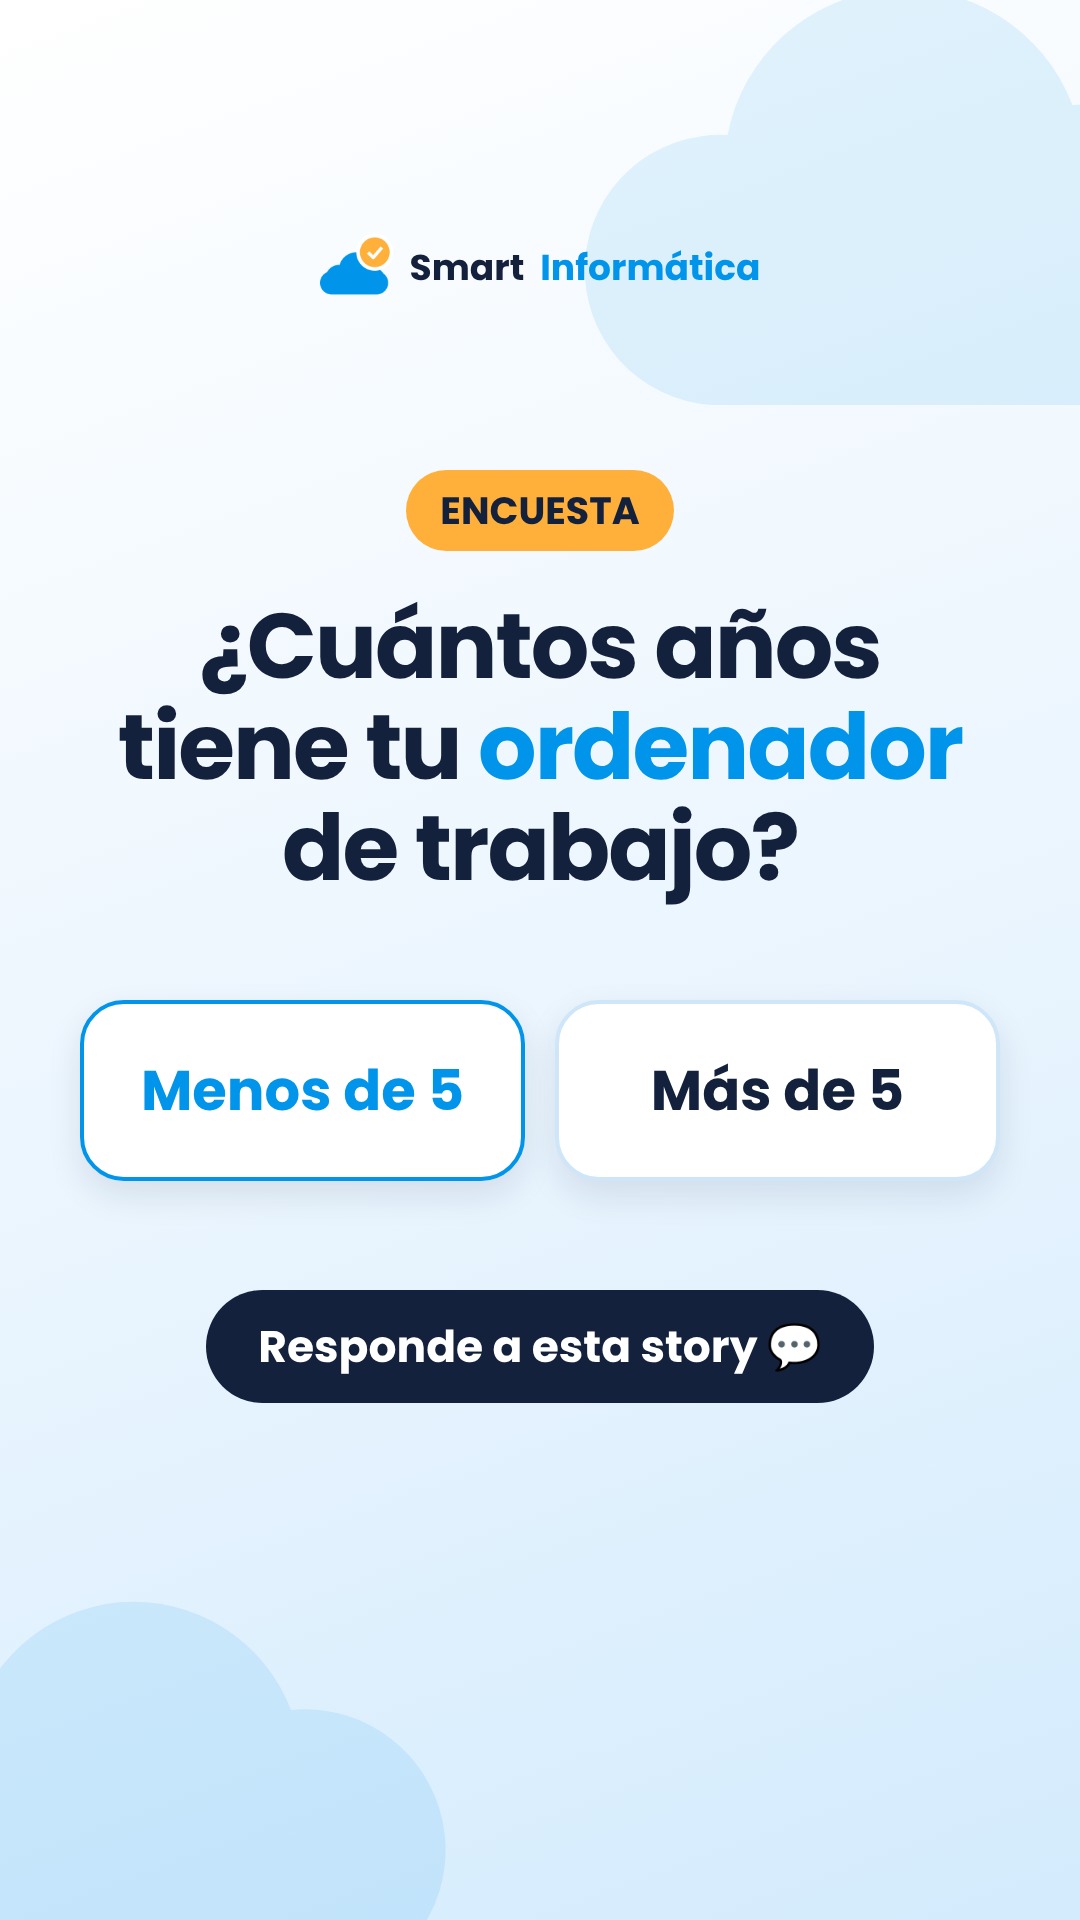 Smart Informática
ENCUESTA
¿Cuántos años
tiene tu ordenador
de trabajo?
Menos de 5
Más de 5
Responde a esta story 💬